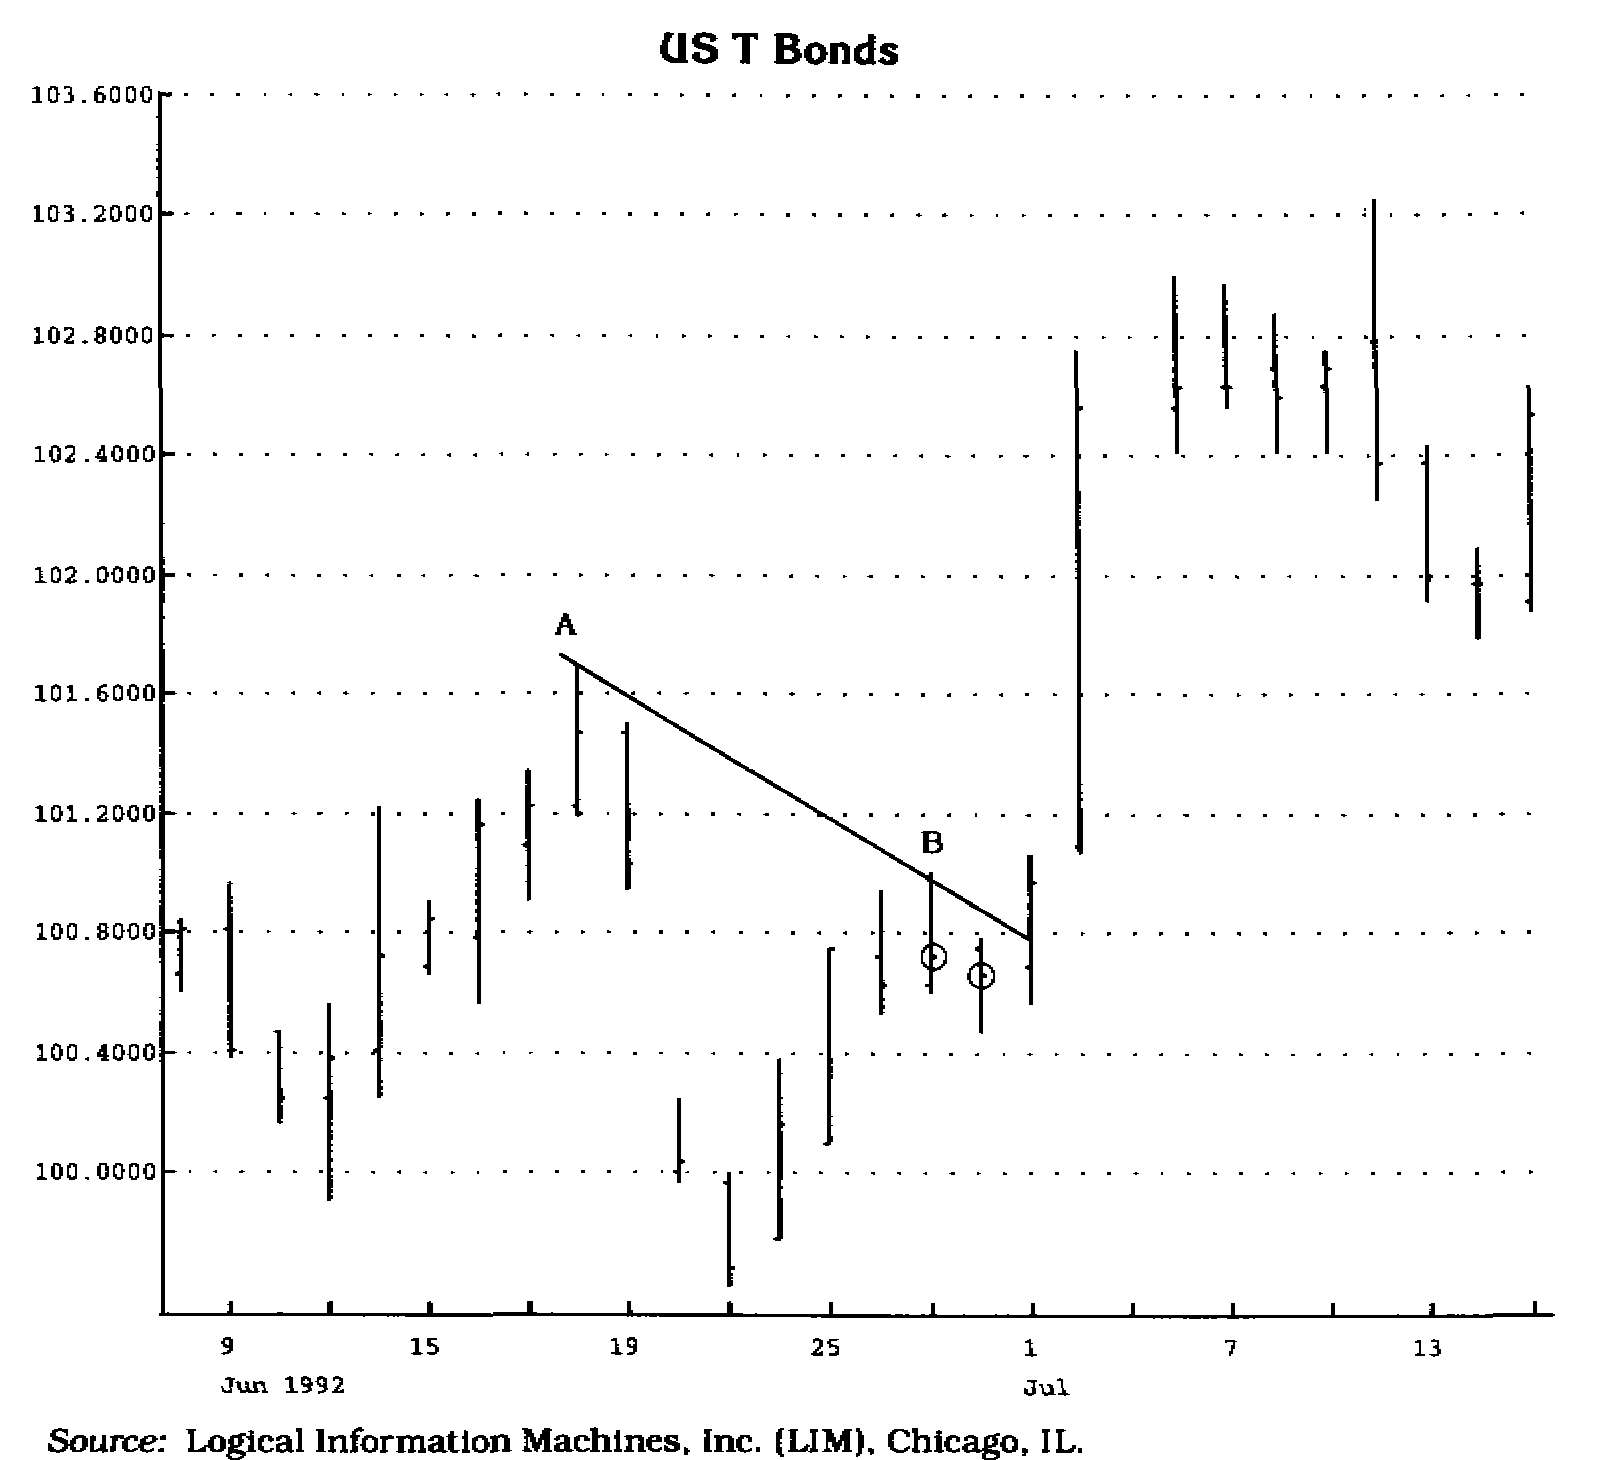 US T Bonds
103.6000
103.2000
102.8000
102.4000
102.0000
A
101.6000
101.2000
B
100.8000
100.4000
100.0000
9 15 19 25 1 7 13
Jun 1992 Jul
Source: Logical Information Machines, Inc. (LIM), Chicago, IL.